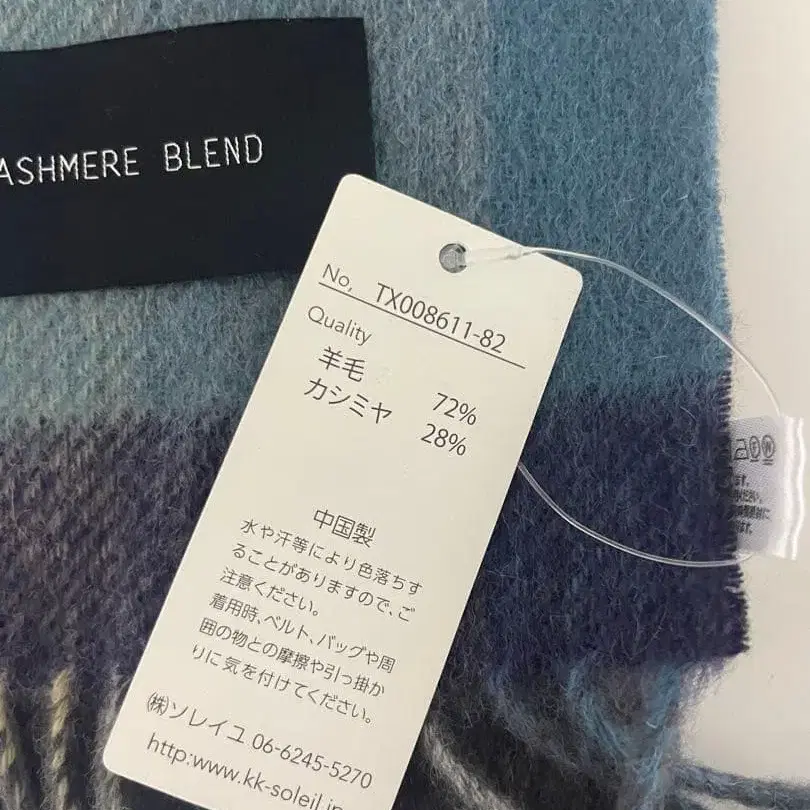 ASHMERE BLEND
No, TX008611-82
Quality
羊毛 72%
カシミヤ 28%
中国製
水や汗等により色落ちす
ることがありますので、ご
注意ください。
着用時、ベルト、バッグや周
囲の物との摩擦や引っ掛か
りに気を付けてください。
㈱ソレイユ 06-6245-5270
http:www.kk-soleil.jp